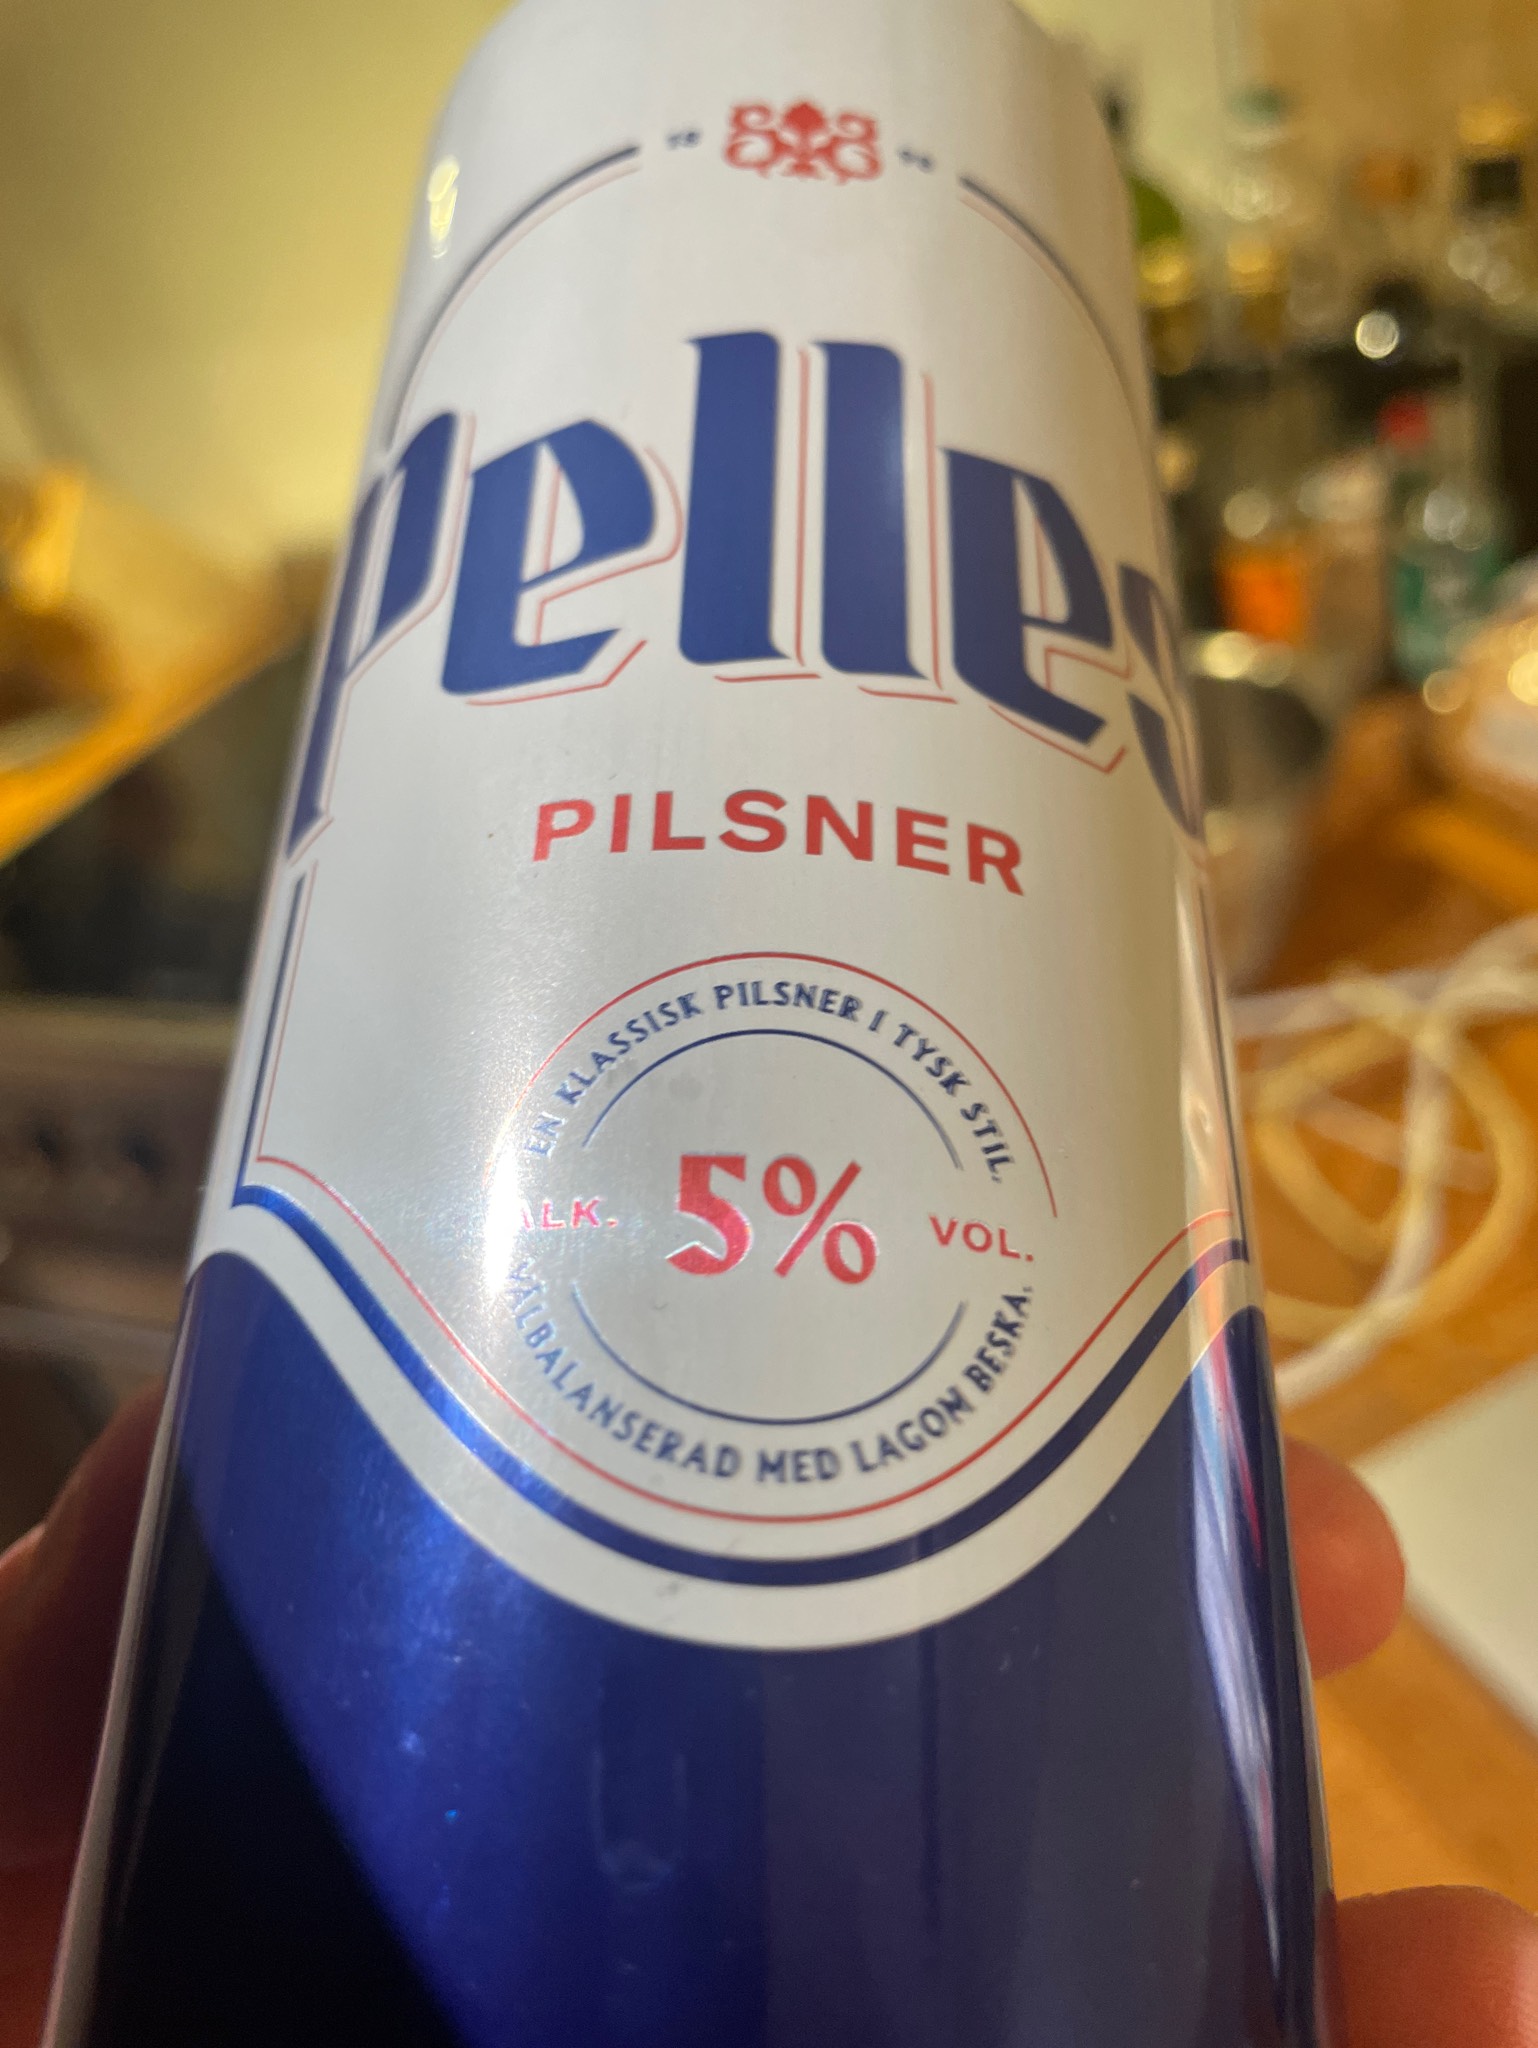 Pelles
PILSNER
EN KLASSISK PILSNER I TYSK STIL.
ALK. 5% VOL.
VÄLBALANSERAD MED LAGOM BESKA.